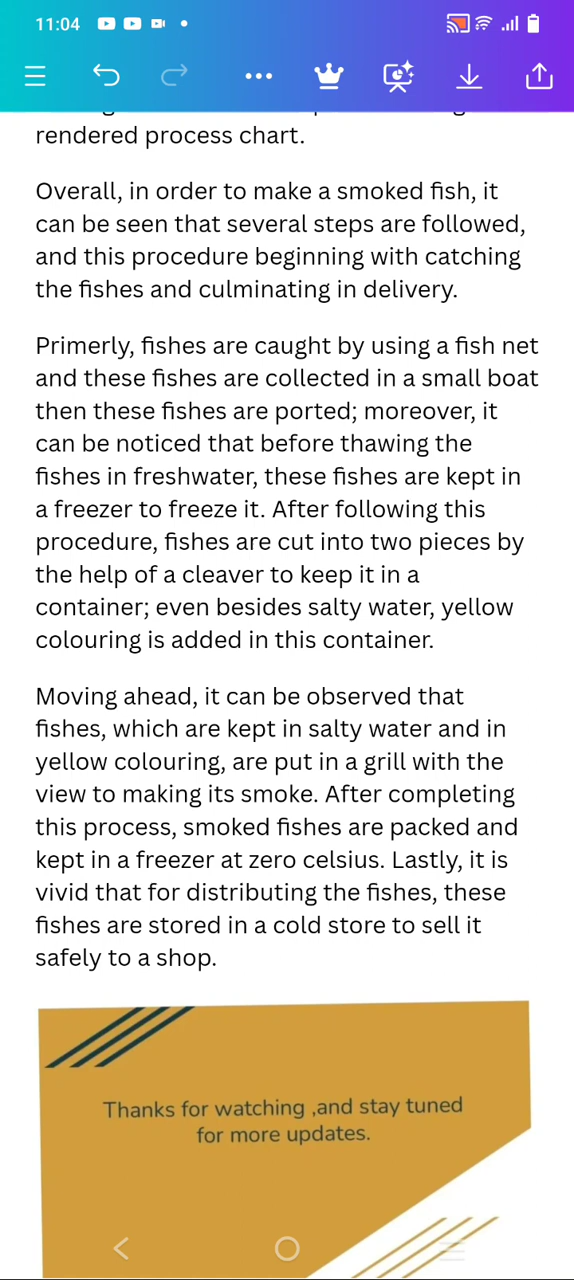 11:04
rendered process chart.
Overall, in order to make a smoked fish, it
can be seen that several steps are followed,
and this procedure beginning with catching
the fishes and culminating in delivery.
Primerly, fishes are caught by using a fish net
and these fishes are collected in a small boat
then these fishes are ported; moreover, it
can be noticed that before thawing the
fishes in freshwater, these fishes are kept in
a freezer to freeze it. After following this
procedure, fishes are cut into two pieces by
the help of a cleaver to keep it in a
container; even besides salty water, yellow
colouring is added in this container.
Moving ahead, it can be observed that
fishes, which are kept in salty water and in
yellow colouring, are put in a grill with the
view to making its smoke. After completing
this process, smoked fishes are packed and
kept in a freezer at zero celsius. Lastly, it is
vivid that for distributing the fishes, these
fishes are stored in a cold store to sell it
safely to a shop.
Thanks for watching ,and stay tuned
for more updates.